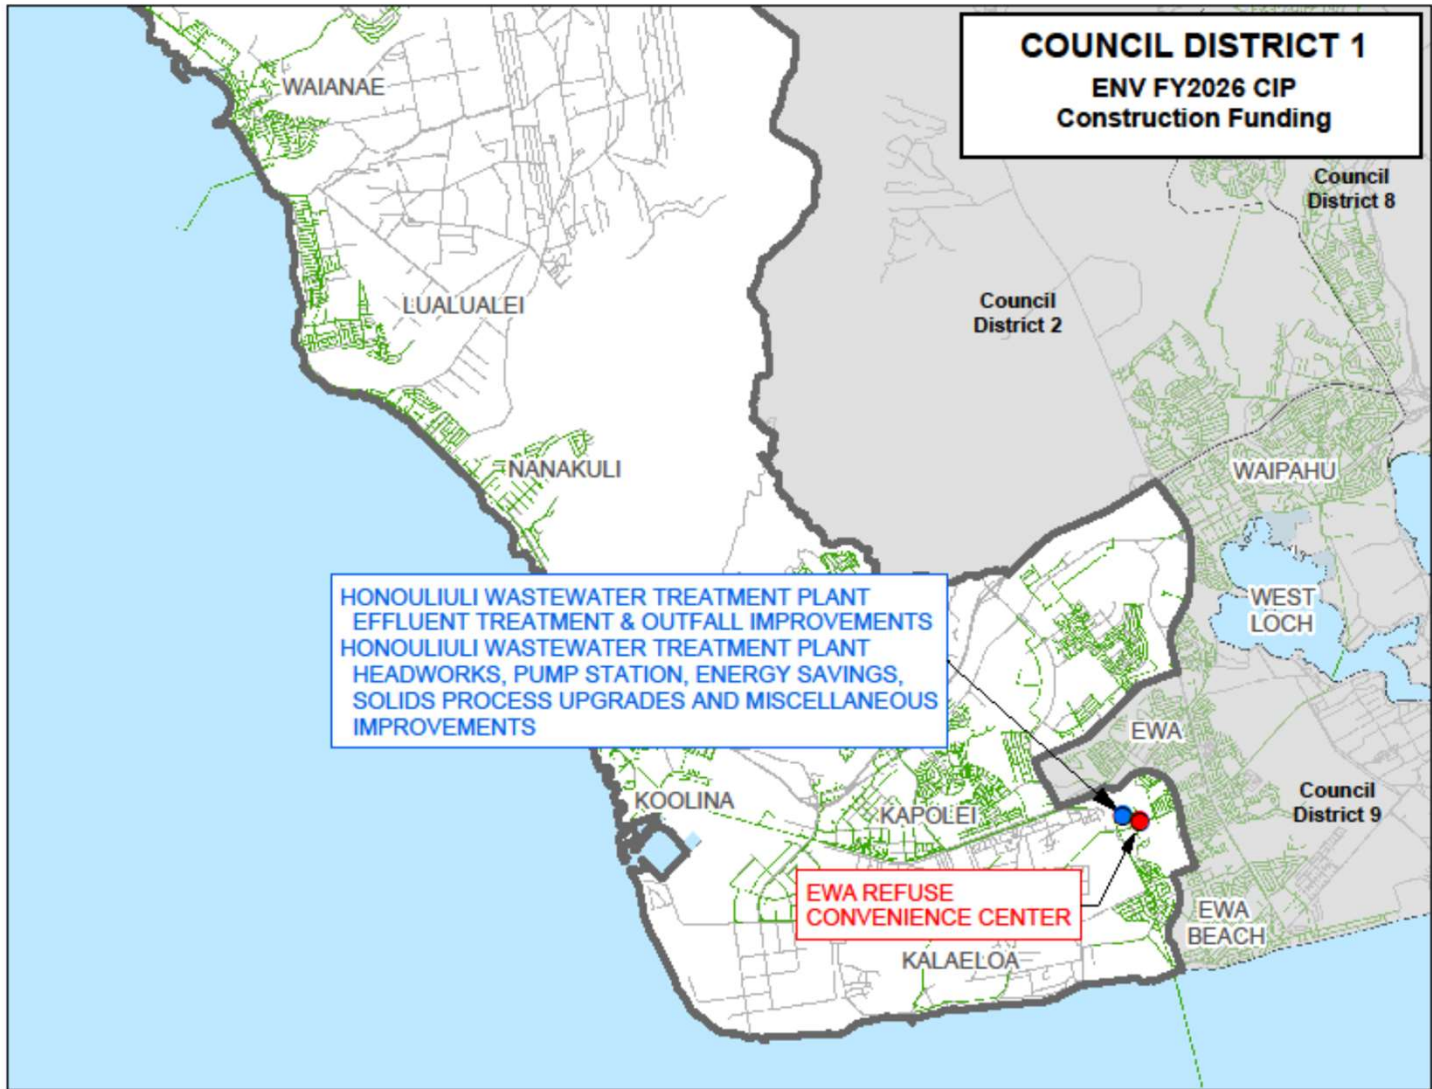 COUNCIL DISTRICT 1
ENV FY2026 CIP
Construction Funding
WAIANAE
Council
District 8
LUALUALEI
Council
District 2
NANAKULI
WAIPAHU
HONOULIULI WASTEWATER TREATMENT PLANT
EFFLUENT TREATMENT & OUTFALL IMPROVEMENTS
HONOULIULI WASTEWATER TREATMENT PLANT
HEADWORKS, PUMP STATION, ENERGY SAVINGS,
SOLIDS PROCESS UPGRADES AND MISCELLANEOUS
IMPROVEMENTS
WEST
LOCH
EWA
KOOLINA
KAPOLEI
Council
District 9
EWA REFUSE
CONVENIENCE CENTER
EWA
BEACH
KALAELOA